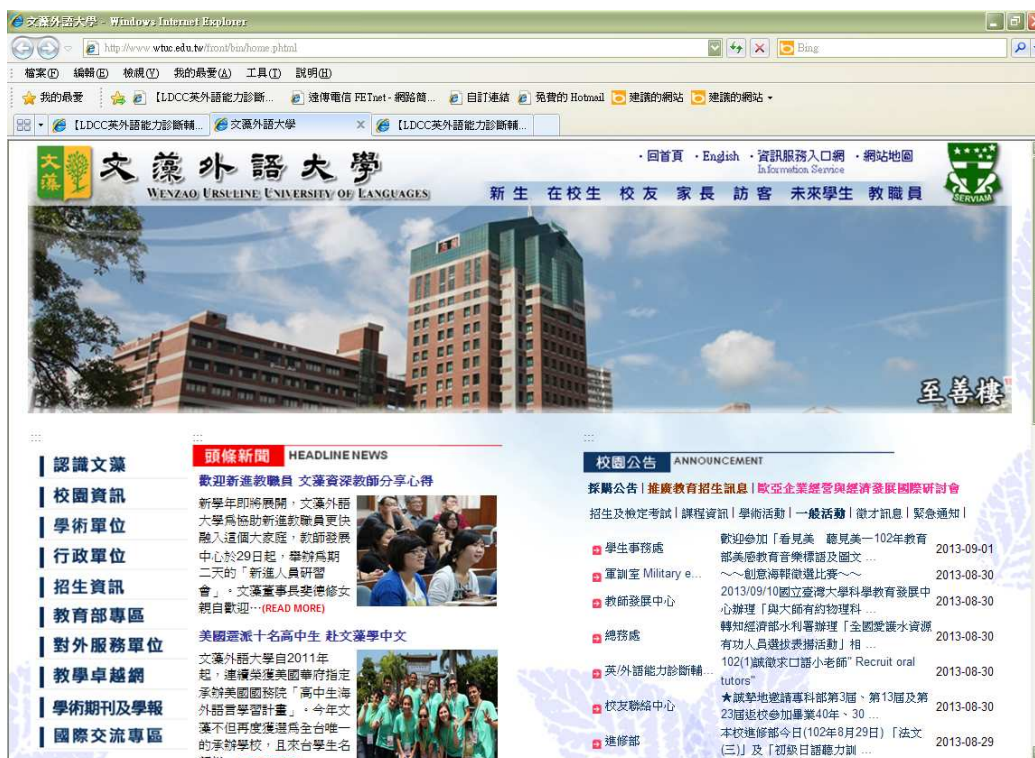 文藻外語大學 - Windows Internet Explorer
http://www.wtuc.edu.tw/front/bin/home.phtml
Bing
檔案(F) 編輯(E) 檢視(V) 我的最愛(A) 工具(T) 說明(H)
我的最愛 【LDCC英外語能力診斷... 遠傳電信 FETnet - 網路簡... 自訂連結 免費的 Hotmail 建議的網站 建議的網站
【LDCC英外語能力診斷輔... 文藻外語大學 X 【LDCC英外語能力診斷輔...
文藻
文藻外語大學
WENZAO URSULINE UNIVERSITY OF LANGUAGES
‧回首頁 ‧English ‧資訊服務入口網 ‧網站地圖
Information Service
新生 在校生 校友 家長 訪客 未來學生 教職員
SERVIAM
至善樓
認識文藻
校園資訊
學術單位
行政單位
招生資訊
教育部專區
對外服務單位
教學卓越網
學術期刊及學報
國際交流專區
頭條新聞 HEADLINE NEWS
歡迎新進教職員 文藻資深教師分享心得
新學年即將展開，文藻外語
大學為協助新進教職員更快
融入這個大家庭，教師發展
中心於29日起，舉辦為期
二天的「新進人員研習
會」。文藻董事長斐德修女
親自歡迎…(READ MORE)
美國選派十名高中生 赴文藻學中文
文藻外語大學自2011年
起，連續榮獲美國華府指定
承辦美國國務院「高中生海
外語言學習計畫」。今年文
藻不但再度獲選為全台唯一
的承辦學校，且來台學生名
校園公告 ANNOUNCEMENT
採購公告 | 推廣教育招生訊息 | 歐亞企業經營與經濟發展國際研討會
招生及檢定考試 | 課程資訊 | 學術活動 | 一般活動 | 徵才訊息 | 緊急通知 |
學生事務處 歡迎參加「看見美 聽見美—102年教育
部美感教育音樂標語及圖文 ... 2013-09-01
軍訓室 Military e... ～～創意海報徵選比賽～～ 2013-08-30
教師發展中心 2013/09/10國立臺灣大學科學教育發展中
心辦理「與大師有約物理科 ... 2013-08-30
總務處 轉知經濟部水利署辦理「全國愛護水資源
有功人員選拔表揚活動」相 ... 2013-08-30
英/外語能力診斷輔... 102(1)誠徵求口語小老師" Recruit oral
tutors" 2013-08-30
校友聯絡中心 ★誠摯地邀請專科部第3屆、第13屆及第
23屆返校參加畢業40年、30 ... 2013-08-30
進修部 本校進修部今日(102年8月29日)「法文
(三)」及「初級日語聽力訓 ... 2013-08-29